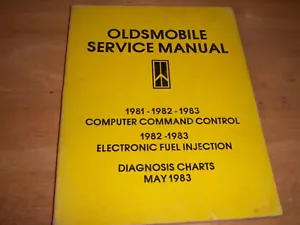 OLDSMOBILE
SERVICE MANUAL
1981-1982-1983
COMPUTER COMMAND CONTROL
1982-1983
ELECTRONIC FUEL INJECTION
DIAGNOSIS CHARTS
MAY 1983